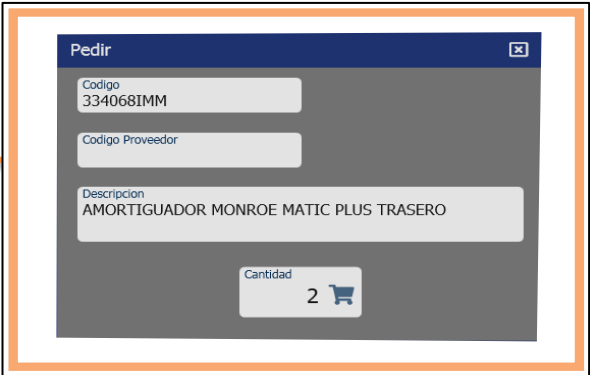 Pedir
Codigo
334068IMM
Codigo Proveedor
Descripcion
AMORTIGUADOR MONROE MATIC PLUS TRASERO
Cantidad
2